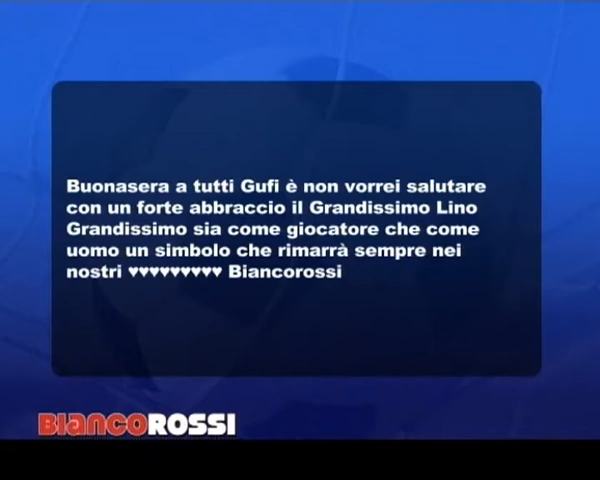 Buonasera a tutti Gufi è non vorrei salutare
con un forte abbraccio il Grandissimo Lino
Grandissimo sia come giocatore che come
uomo un simbolo che rimarrà sempre nei
nostri ♥♥♥♥♥♥♥♥♥ Biancorossi
BIANCOROSSI